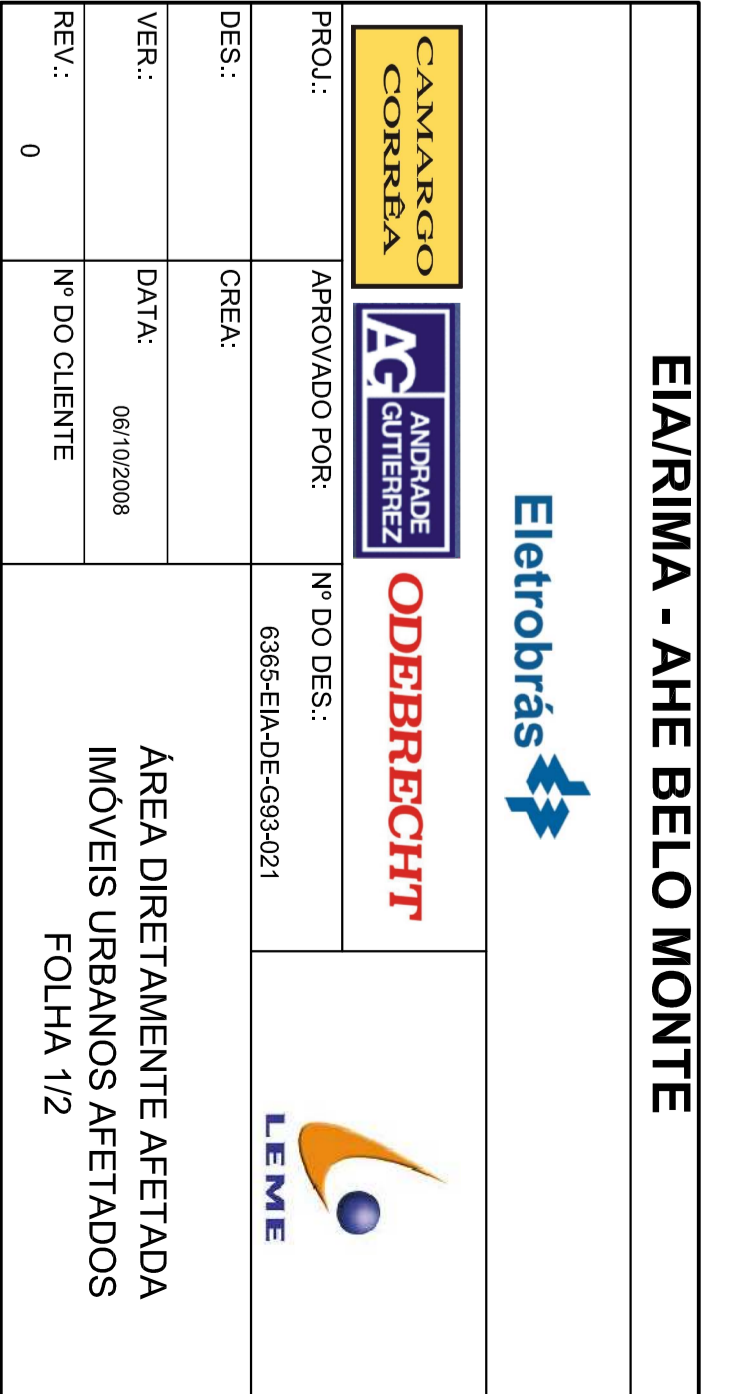 EIA/RIMA - AHE BELO MONTE
Eletrobrás
CAMARGO
CORRÊA
AG
ANDRADE
GUTIERREZ
ODEBRECHT
LEME
PROJ.:
APROVADO POR:
Nº DO DES.:
6365-EIA-DE-G93-021
DES.:
CREA:
VER.:
DATA:
06/10/2008
REV.:
0
Nº DO CLIENTE
ÁREA DIRETAMENTE AFETADA
IMÓVEIS URBANOS AFETADOS
FOLHA 1/2